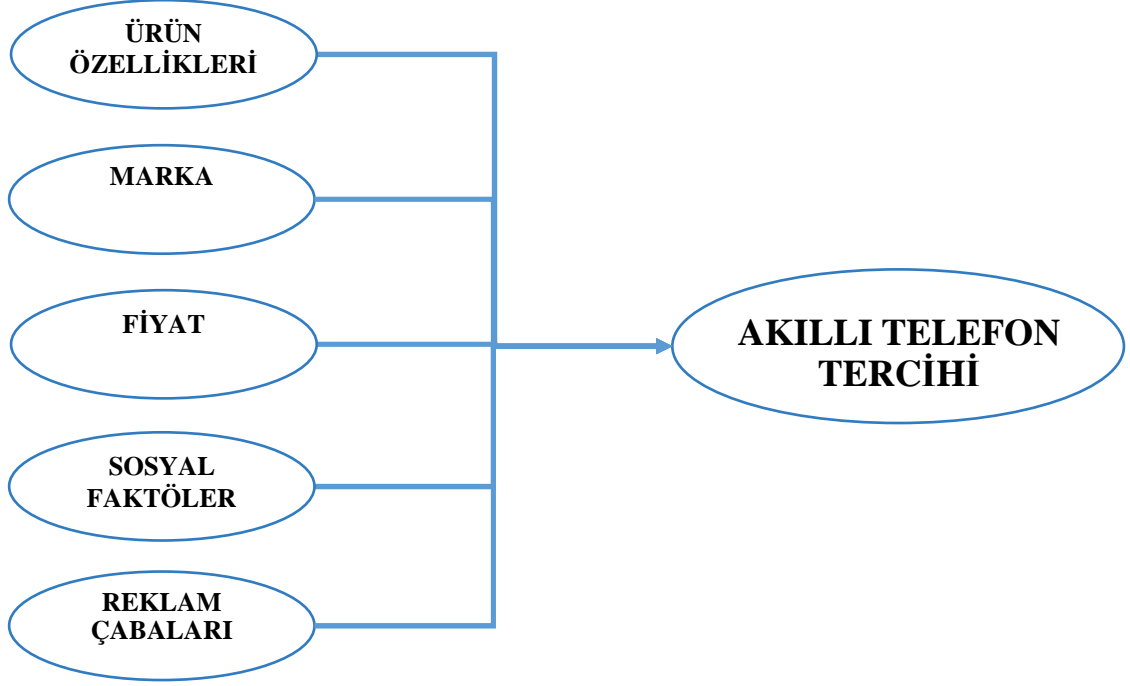 ÜRÜN
ÖZELLİKLERİ
MARKA
FİYAT
SOSYAL
FAKTÖLER
REKLAM
ÇABALARI
AKILLI TELEFON
TERCİHİ